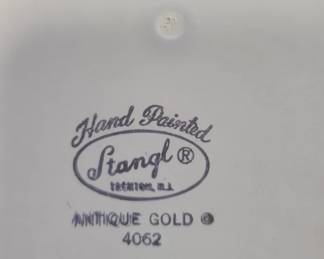 Hand Painted
Stangl ®
TRENTON, N.J.
ANTIQUE GOLD
4062